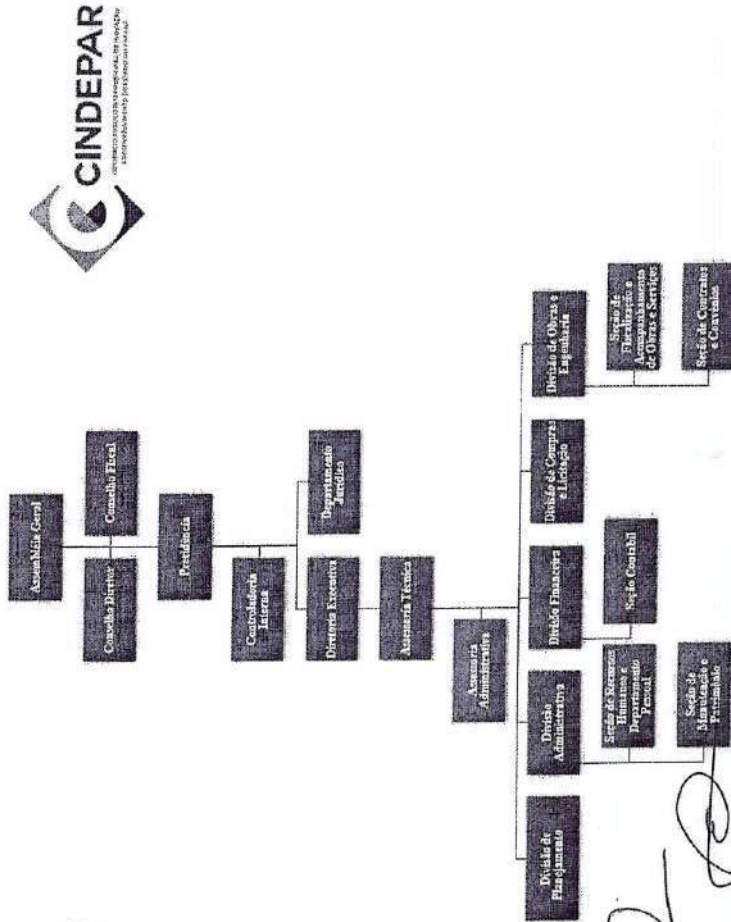 CINDEPAR
Assembléia Geral
Conselho Diretor
Conselho Fiscal
Presidência
Controladoria
Interna
Diretoria Executiva
Departamento
Jurídico
Assessoria Técnica
Assessoria
Administrativa
Divisão de
Planejamento
Divisão
Administrativa
Divisão Financeira
Divisão de Compras
e Licitação
Divisão de Obras e
Engenharia
Seção de Recursos
Humanos e
Departamento
Pessoal
Seção de
Manutenção e
Patrimônio
Seção Contábil
Seção de
Fiscalização e
Acompanhamento
de Obras e Serviços
Seção de Contratos
e Convênios